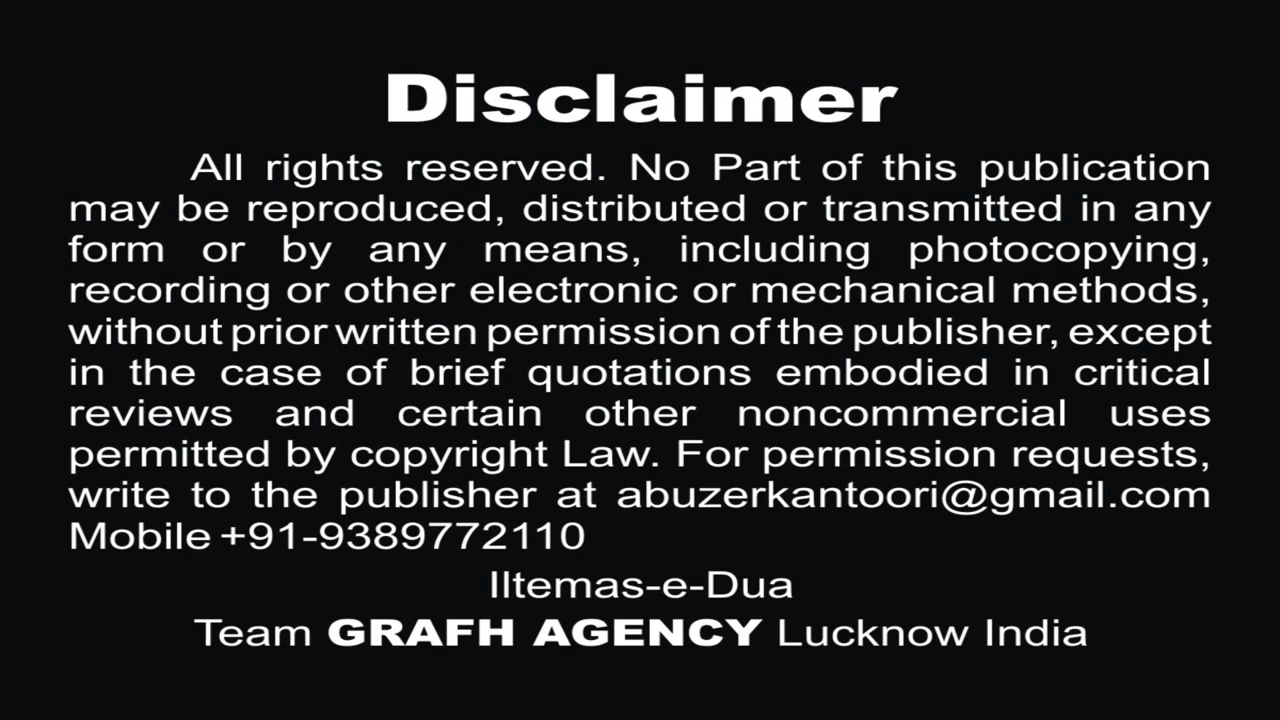 Disclaimer
All rights reserved. No Part of this publication
may be reproduced, distributed or transmitted in any
form or by any means, including photocopying,
recording or other electronic or mechanical methods,
without prior written permission of the publisher, except
in the case of brief quotations embodied in critical
reviews and certain other noncommercial uses
permitted by copyright Law. For permission requests,
write to the publisher at abuzerkantoori@gmail.com
Mobile +91-9389772110
Iltemas-e-Dua
Team GRAFH AGENCY Lucknow India